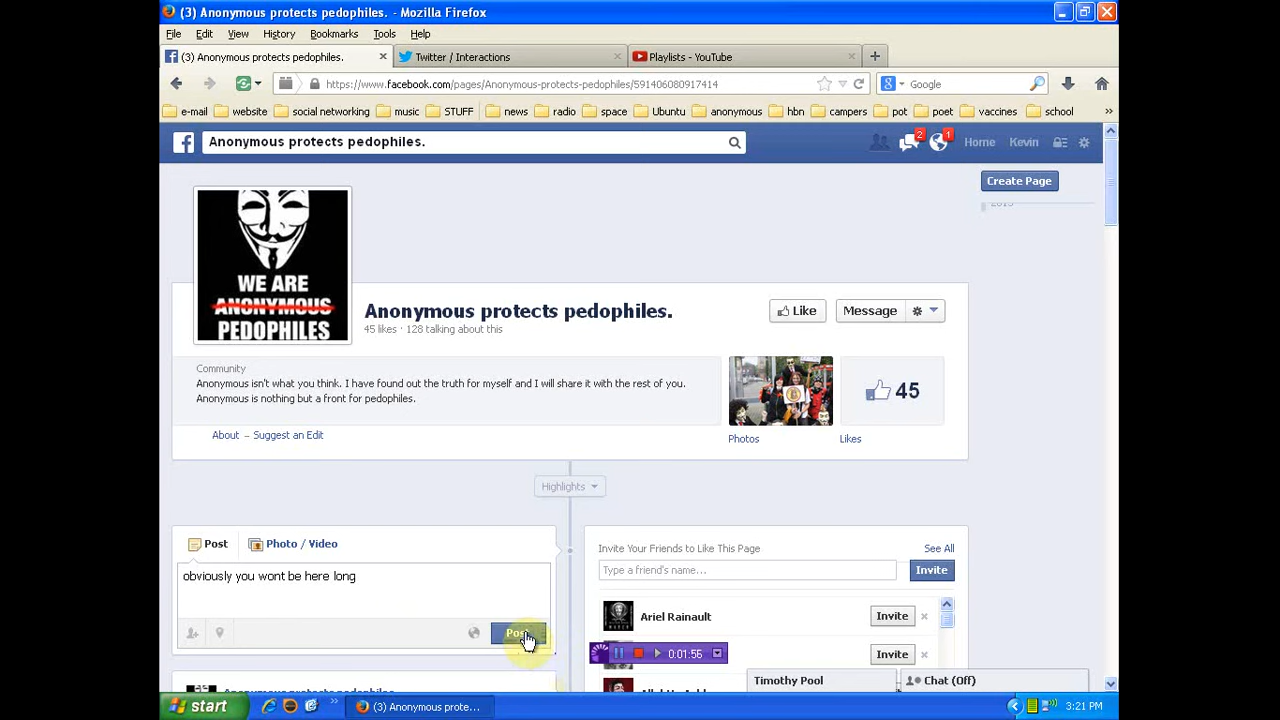 (3) Anonymous protects pedophiles. - Mozilla Firefox
File Edit View History Bookmarks Tools Help
(3) Anonymous protects pedophiles.
Twitter / Interactions
Playlists - YouTube
https://www.facebook.com/pages/Anonymous-protects-pedophiles/591406080917414
Google
e-mail website social networking music STUFF news radio space Ubuntu anonymous hbn campers pot poet vaccines school
Anonymous protects pedophiles.
2
1
Home
Kevin
Create Page
2013
WE ARE
ANONYMOUS
PEDOPHILES
Anonymous protects pedophiles.
45 likes · 128 talking about this
Like
Message
Community
Anonymous isn't what you think. I have found out the truth for myself and I will share it with the rest of you.
Anonymous is nothing but a front for pedophiles.
About – Suggest an Edit
Photos
45
Likes
Highlights
Post
Photo / Video
obviously you wont be here long
Post
Invite Your Friends to Like This Page
See All
Type a friend's name...
Invite
Ariel Rainault
Invite
Invite
0:01:55
Anonymous protects pedophiles.
Timothy Pool
Chat (Off)
start
(3) Anonymous prote...
3:21 PM